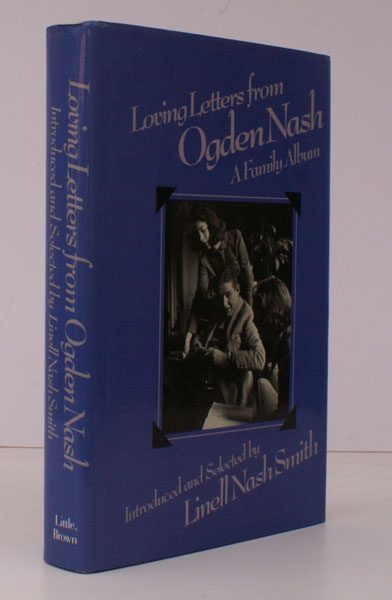 Loving Letters from
Ogden Nash
A Family Album
Introduced and Selected by
Linell Nash Smith
Loving Letters from Ogden Nash
Introduced and Selected by Linell Nash Smith
Little,
Brown